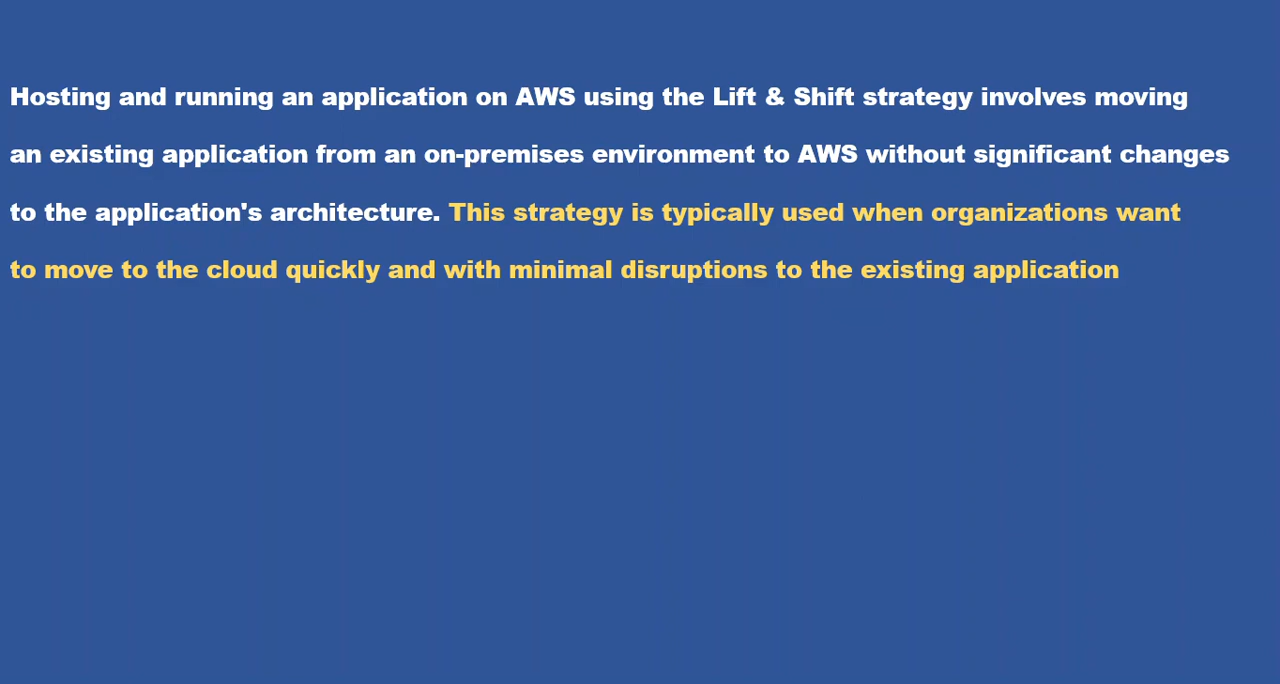 Hosting and running an application on AWS using the Lift & Shift strategy involves moving
an existing application from an on-premises environment to AWS without significant changes
to the application's architecture. This strategy is typically used when organizations want
to move to the cloud quickly and with minimal disruptions to the existing application